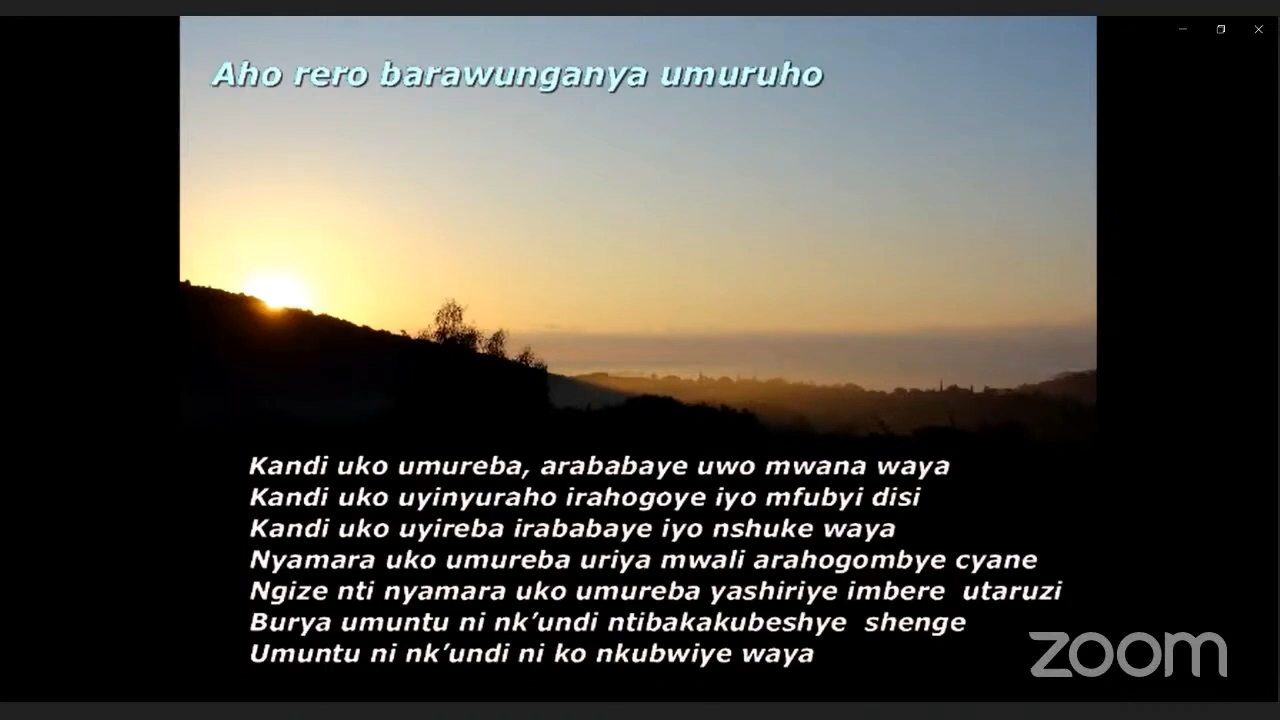 Aho rero barawunganya umuruho
Kandi uko umureba, arababaye uwo mwana waya
Kandi uko uyinyuraho irahogoye iyo mfubyi disi
Kandi uko uyireba irababaye iyo nshuke waya
Nyamara uko umureba uriya mwali arahogombye cyane
Ngize nti nyamara uko umureba yashiriye imbere utaruzi
Burya umuntu ni nk’undi ntibakakubeshye shenge
Umuntu ni nk’undi ni ko nkubwiye waya
zoom